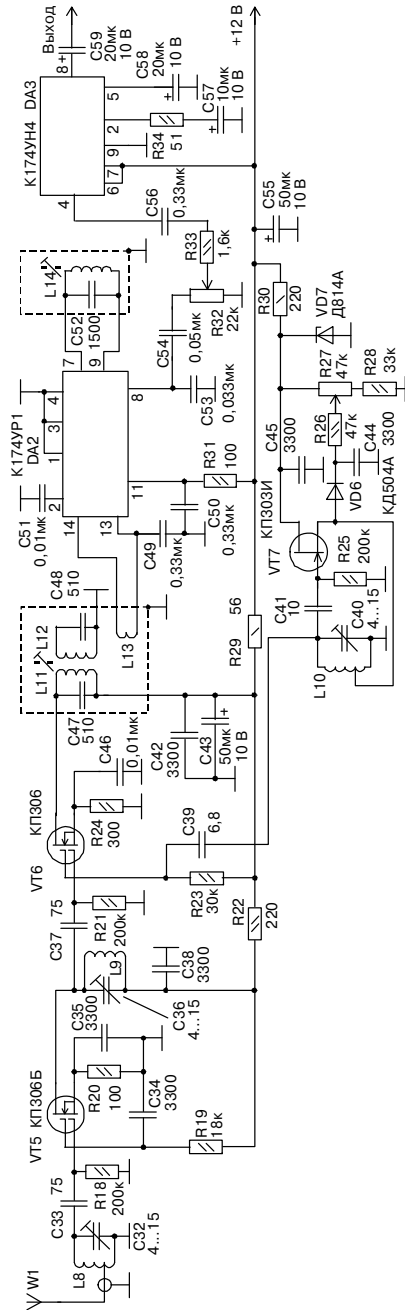 W1
L8
C32
4...15
C33
75
R18
200к
VT5 КП306Б
R20
100
C34
3300
R19
18к
C35
3300
L9
C36
4...15
C38
3300
C37
75
R21
200к
R22
220
R23
30к
C39
6,8
VT6
КП306
R24
300
C46
0,01мк
C42
3300
C43
50мк
10 В
C47
510
L11
L12
C48
510
L13
R29
56
C49
0,33мк
C50
0,33мк
R31
100
C51
0,01мк
К174УР1
DA2
2
1
3
4
14
13
11
8
7
9
C52
1500
L14
C53
0,033мк
C54
0,05мк
R32
22к
R33
1,6к
C56
0,33мк
К174УН4
DA3
4
6
7
9
2
5
8
R34
51
C57
10мк
10 В
C58
20мк
10 В
C59
20мк
10 В
Выход
+12 В
C55
50мк
10 В
R30
220
VD7
Д814А
R27
47к
R28
33к
R26
47к
C44
3300
C45
3300
VD6
КД504А
КП303И
VT7
R25
200к
C41
10
C40
4...15
L10